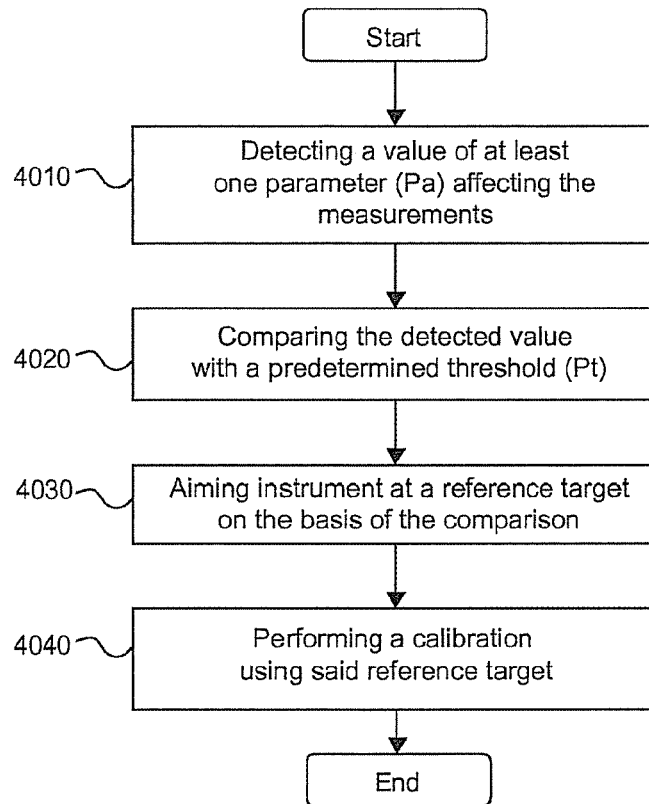 Start
4010
Detecting a value of at least
one parameter (Pa) affecting the
measurements
4020
Comparing the detected value
with a predetermined threshold (Pt)
4030
Aiming instrument at a reference target
on the basis of the comparison
4040
Performing a calibration
using said reference target
End